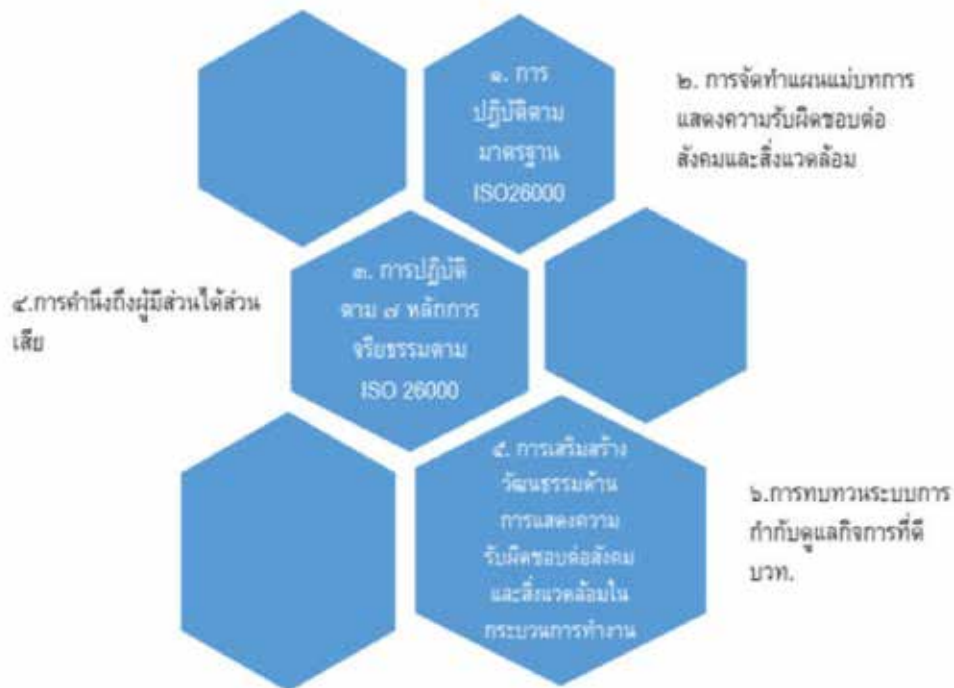 ๑. การ
ปฏิบัติตาม
มาตรฐาน
ISO26000
๒. การจัดทำแผนแม่บทการ
แสดงความรับผิดชอบต่อ
สังคมและสิ่งแวดล้อม
๓. การปฏิบัติ
ตาม ๗ หลักการ
จริยธรรมตาม
ISO 26000
๔.การคำนึงถึงผู้มีส่วนได้ส่วน
เสีย
๕. การเสริมสร้าง
วัฒนธรรมด้าน
การแสดงความ
รับผิดชอบต่อสังคม
และสิ่งแวดล้อมใน
กระบวนการทำงาน
๖.การทบทวนระบบการ
กำกับดูแลกิจการที่ดี
บวท.